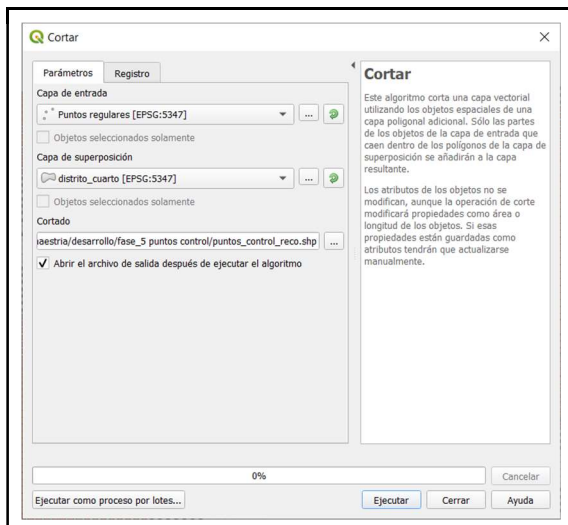 Cortar
Parámetros
Registro
Capa de entrada
Puntos regulares [EPSG:5347]
...
Objetos seleccionados solamente
Capa de superposición
distrito_cuarto [EPSG:5347]
...
Objetos seleccionados solamente
Cortado
aestria/desarrollo/fase_5 puntos control/puntos_control_reco.shp
...
Abrir el archivo de salida después de ejecutar el algoritmo
Cortar
Este algoritmo corta una capa vectorial
utilizando los objetos espaciales de una
capa poligonal adicional. Sólo las partes
de los objetos de la capa de entrada que
caen dentro de los polígonos de la capa de
superposición se añadirán a la capa
resultante.
Los atributos de los objetos no se
modifican, aunque la operación de corte
modificará propiedades como área o
longitud de los objetos. Si esas
propiedades están guardadas como
atributos tendrán que actualizarse
manualmente.
0%
Cancelar
Ejecutar como proceso por lotes...
Ejecutar
Cerrar
Ayuda